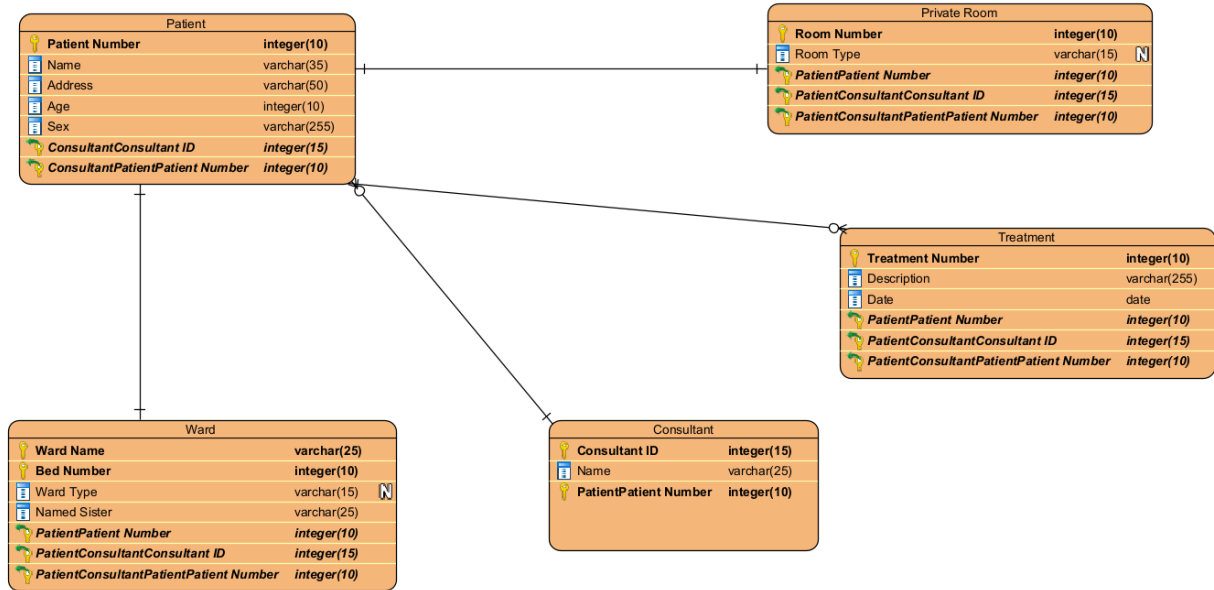 Patient
Patient Number integer(10)
Name varchar(35)
Address varchar(50)
Age integer(10)
Sex varchar(255)
ConsultantConsultant ID integer(15)
ConsultantPatientPatient Number integer(10)
Private Room
Room Number integer(10)
Room Type varchar(15) N
PatientPatient Number integer(10)
PatientConsultantConsultant ID integer(15)
PatientConsultantPatientPatient Number integer(10)
Treatment
Treatment Number integer(10)
Description varchar(255)
Date date
PatientPatient Number integer(10)
PatientConsultantConsultant ID integer(15)
PatientConsultantPatientPatient Number integer(10)
Ward
Ward Name varchar(25)
Bed Number integer(10)
Ward Type varchar(15) N
Named Sister varchar(25)
PatientPatient Number integer(10)
PatientConsultantConsultant ID integer(15)
PatientConsultantPatientPatient Number integer(10)
Consultant
Consultant ID integer(15)
Name varchar(25)
PatientPatient Number integer(10)